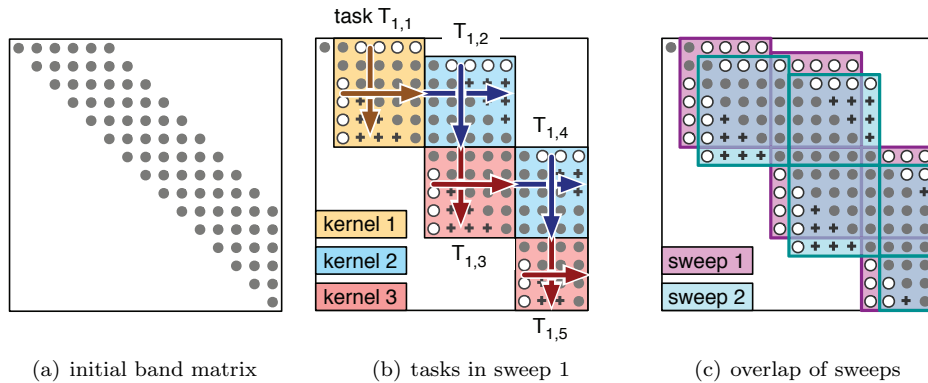 task T1,1
T1,2
T1,4
kernel 1
kernel 2
kernel 3
T1,3
T1,5
sweep 1
sweep 2
(a) initial band matrix
(b) tasks in sweep 1
(c) overlap of sweeps